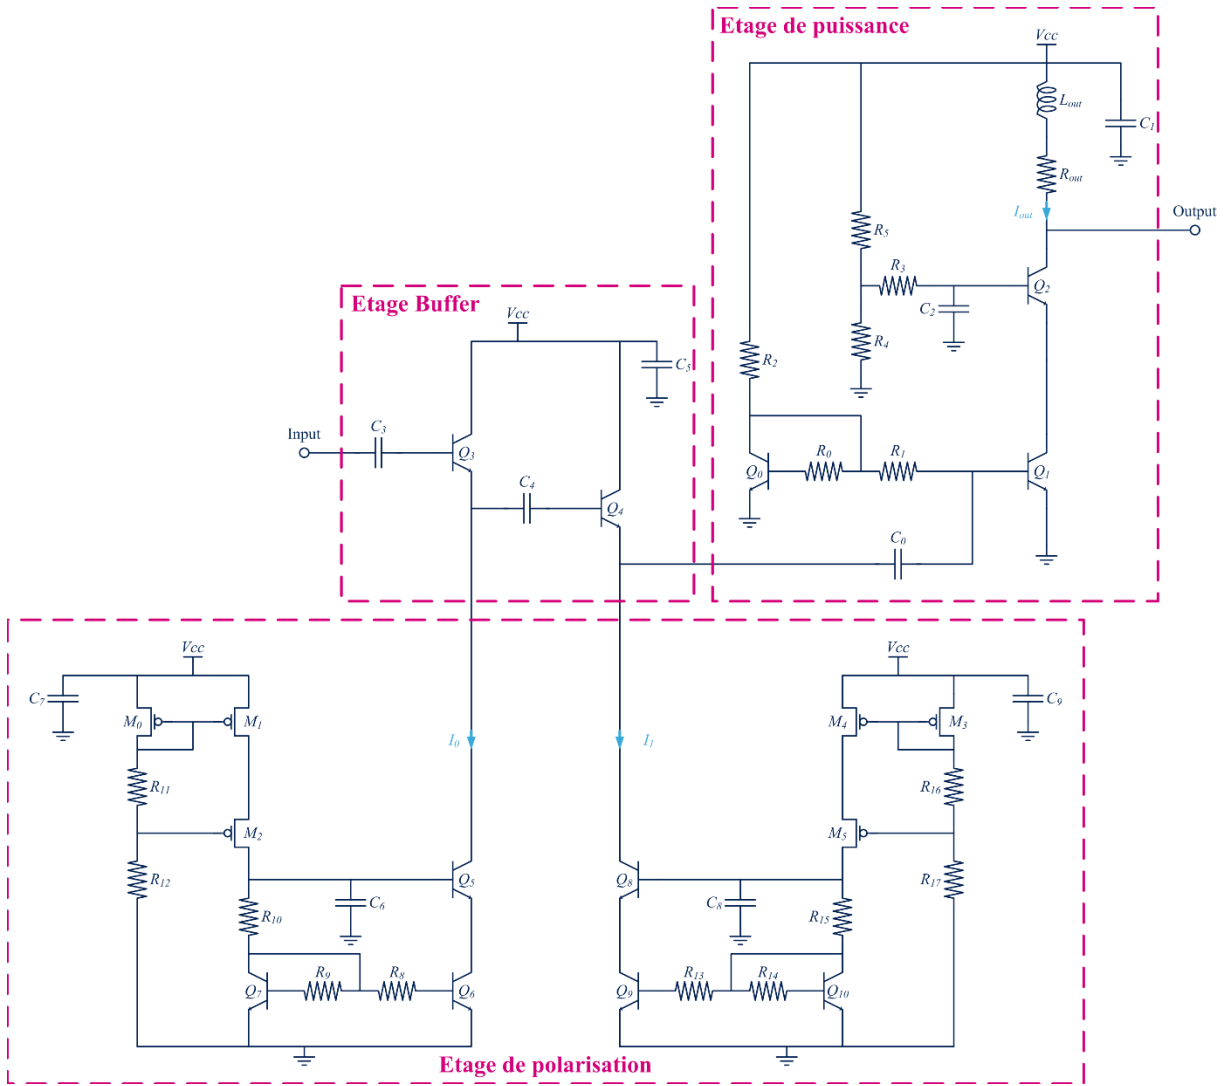 Etage de puissance
Vcc
Lout
C1
Rout
Iout
Output
R5
R3
Q2
C2
R4
R2
Etage Buffer
Vcc
C5
Input
C3
Q3
C4
Q4
R0
R1
Q0
Q1
C0
Vcc
Vcc
C7
M0
M1
M4
M3
C9
I0
I1
R11
R16
M2
M5
R12
Q5
Q8
R17
C6
C8
R10
R15
R9
R8
R13
R14
Q7
Q6
Q9
Q10
Etage de polarisation